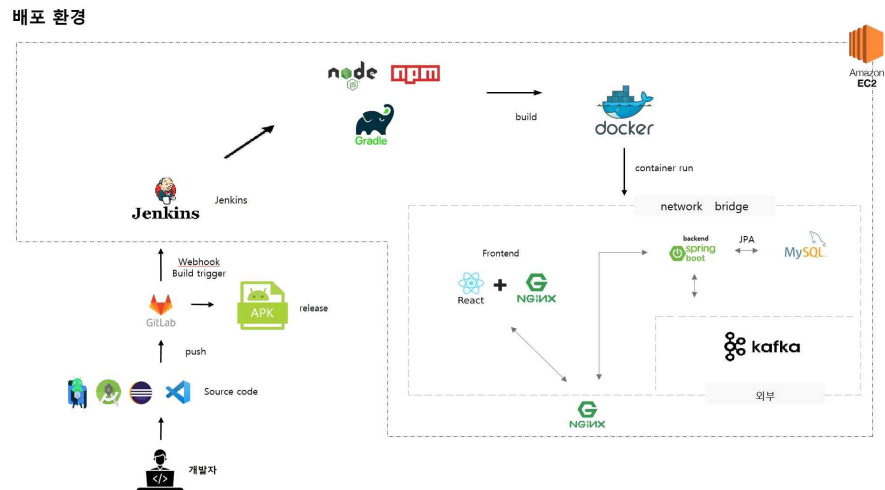 배포 환경
Amazon
EC2
node
JS
npm
Gradle
build
docker
container run
Jenkins
Jenkins
network bridge
Webhook
Build trigger
Frontend
backend
spring
boot
JPA
MySQL
React
+
NGiNX
GitLab
APK
release
kafka
push
Source code
외부
NGiNX
개발자